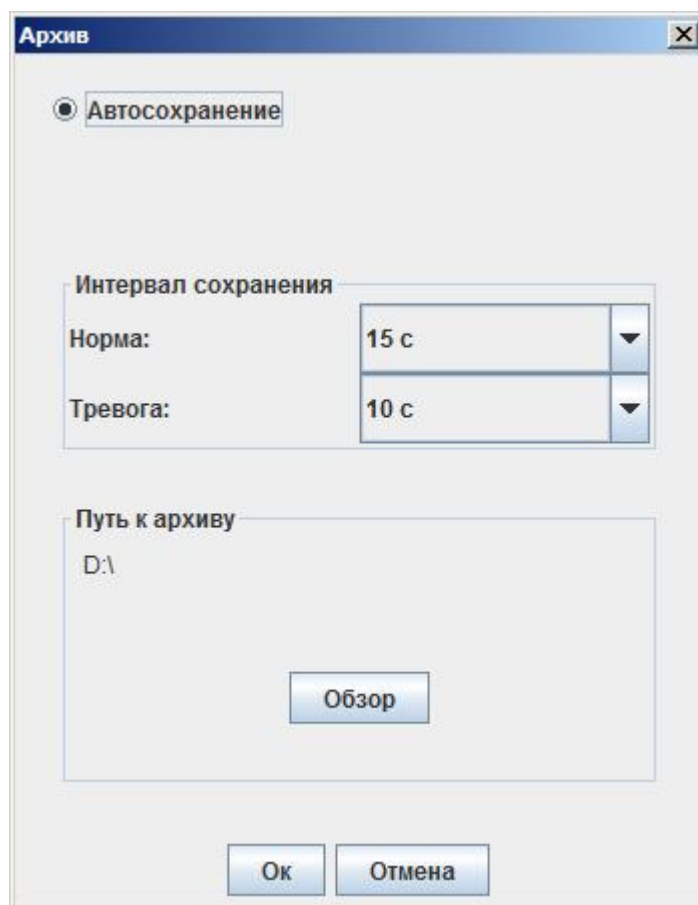 Архив
Автосохранение
Интервал сохранения
Норма: 15 с
Тревога: 10 с
Путь к архиву
D:\
Обзор
Ок Отмена